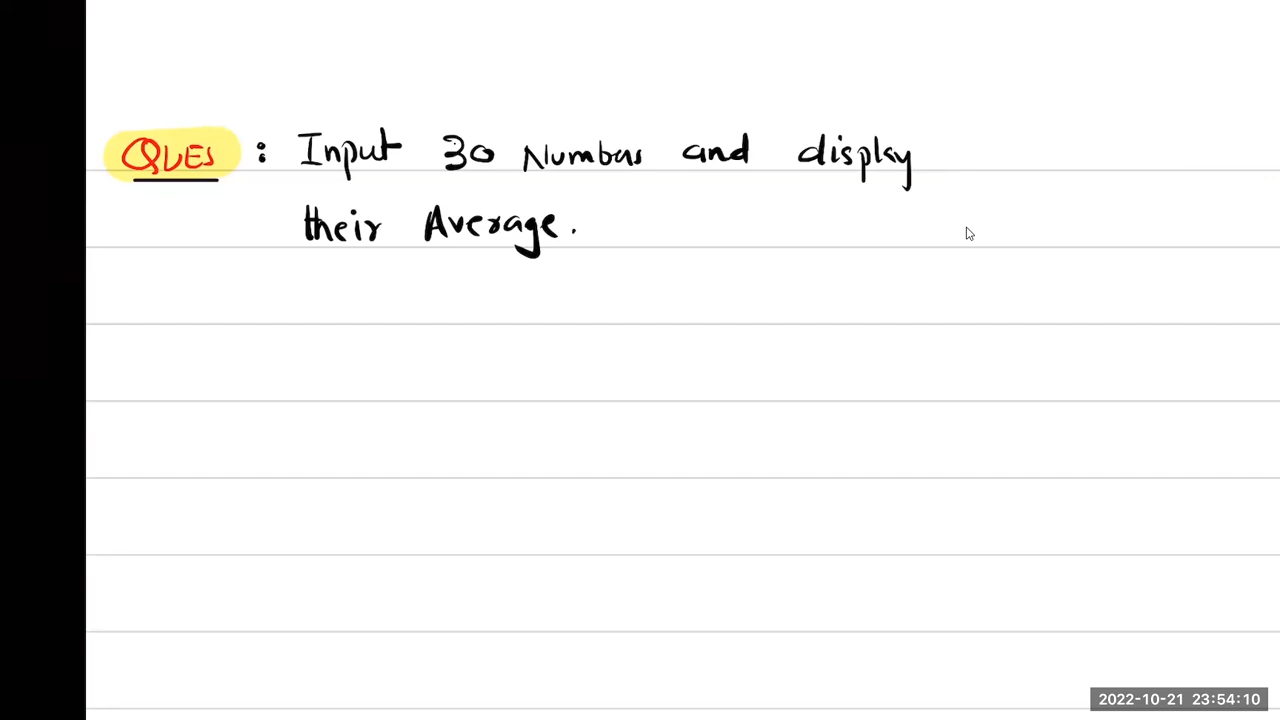 QUES : Input 30 Numbers and display
their Average.
2022-10-21 23:54:10